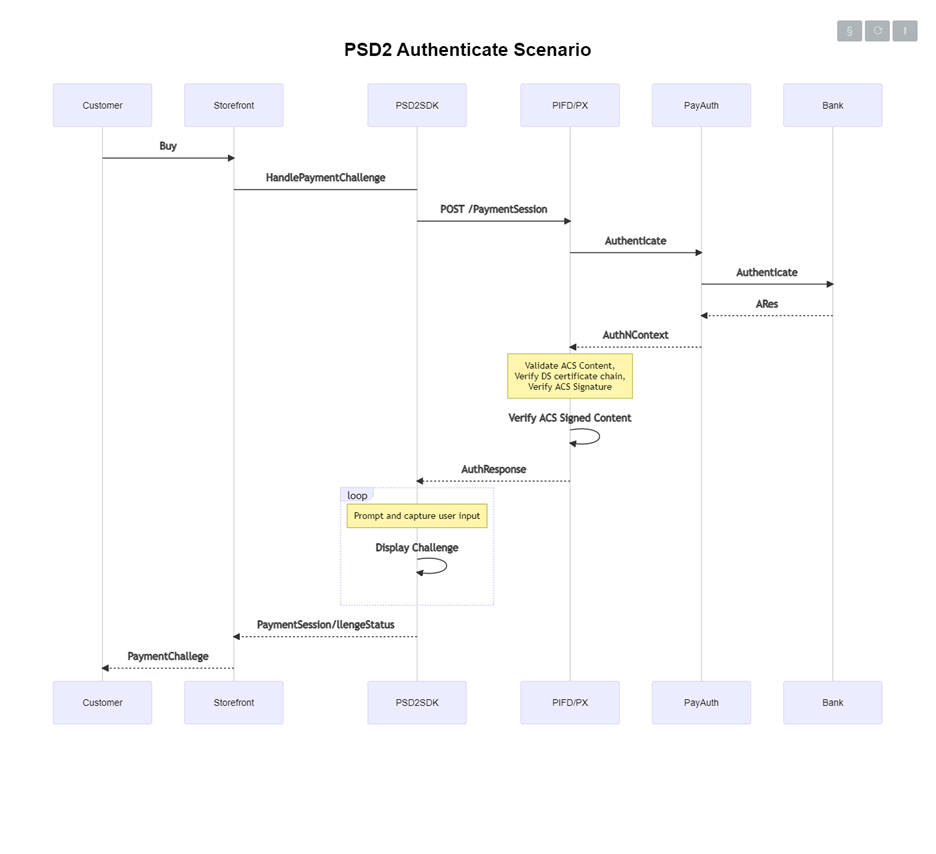 PSD2 Authenticate Scenario
Customer
Storefront
PSD2SDK
PIFD/PX
PayAuth
Bank
Buy
HandlePaymentChallenge
POST /PaymentSession
Authenticate
Authenticate
ARes
AuthNContext
Validate ACS Content,
Verify DS certificate chain,
Verify ACS Signature
Verify ACS Signed Content
AuthResponse
loop
Prompt and capture user input
Display Challenge
PaymentSession/llengeStatus
PaymentChallege
Customer
Storefront
PSD2SDK
PIFD/PX
PayAuth
Bank